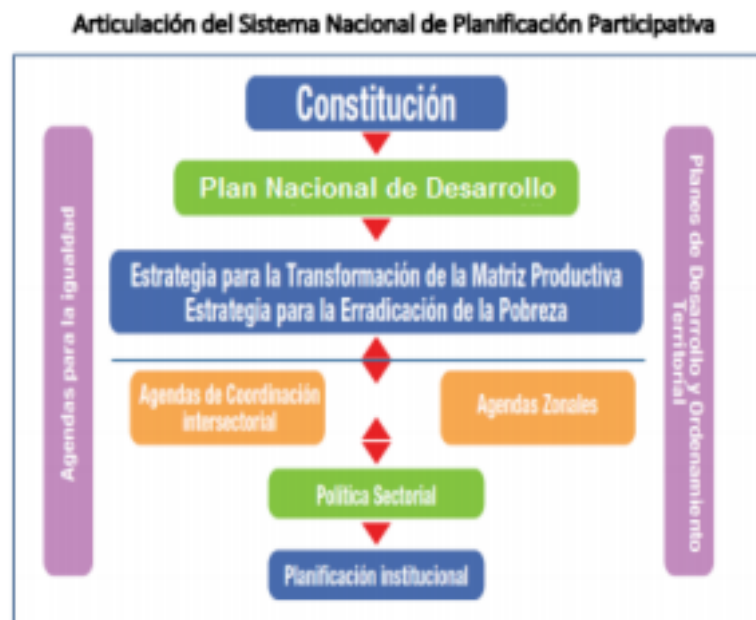 Articulación del Sistema Nacional de Planificación Participativa
Constitución
Plan Nacional de Desarrollo
Estrategia para la Transformación de la Matriz Productiva
Estrategia para la Erradicación de la Pobreza
Agendas de Coordinación
intersectorial
Agendas Zonales
Política Sectorial
Planificación institucional
Agendas para la igualdad
Planes de Desarrollo y Ordenamiento
Territorial